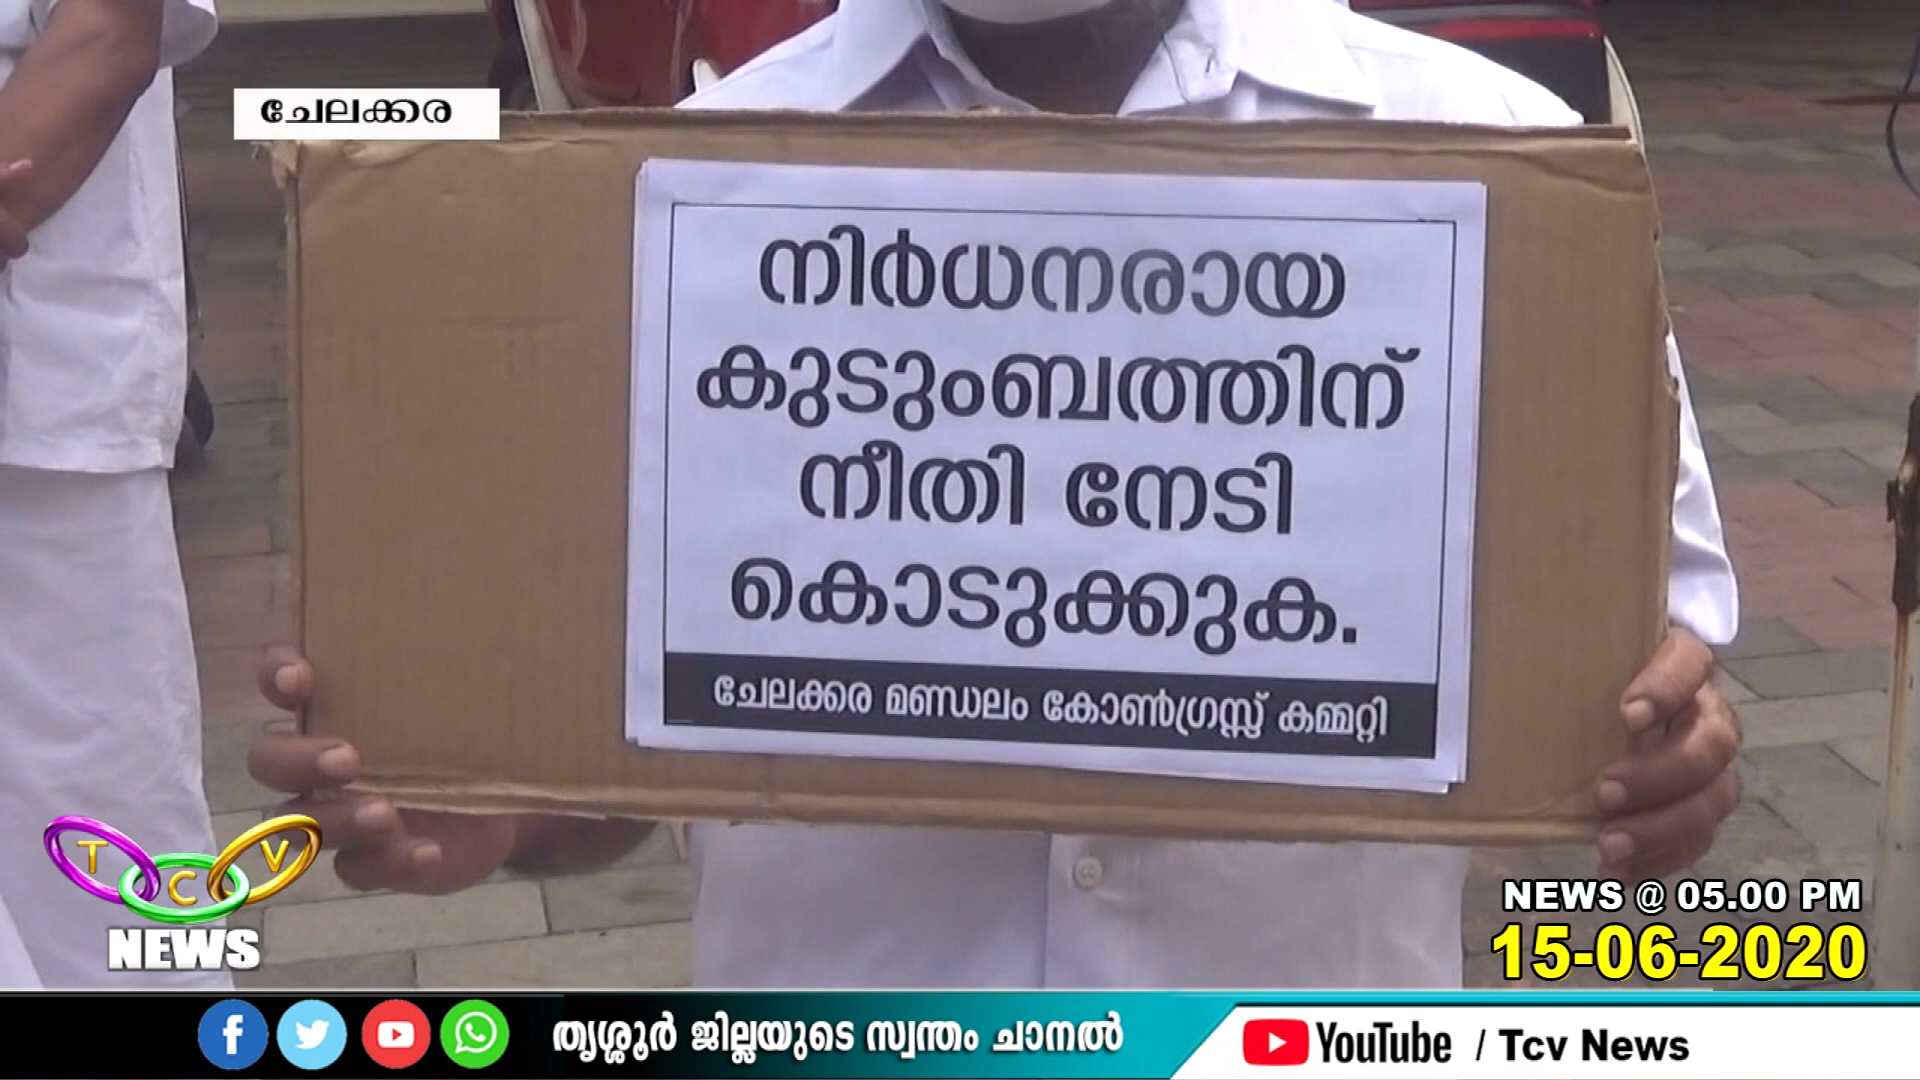 ചേലക്കര
നിർധനരായ
കുടുംബത്തിന്
നീതി നേടി
കൊടുക്കുക.
ചേലക്കര മണ്ഡലം കോൺഗ്രസ്സ് കമ്മറ്റി
T C V
NEWS
NEWS @ 05.00 PM
15-06-2020
തൃശ്ശൂർ ജില്ലയുടെ സ്വന്തം ചാനൽ
YouTube / Tcv News